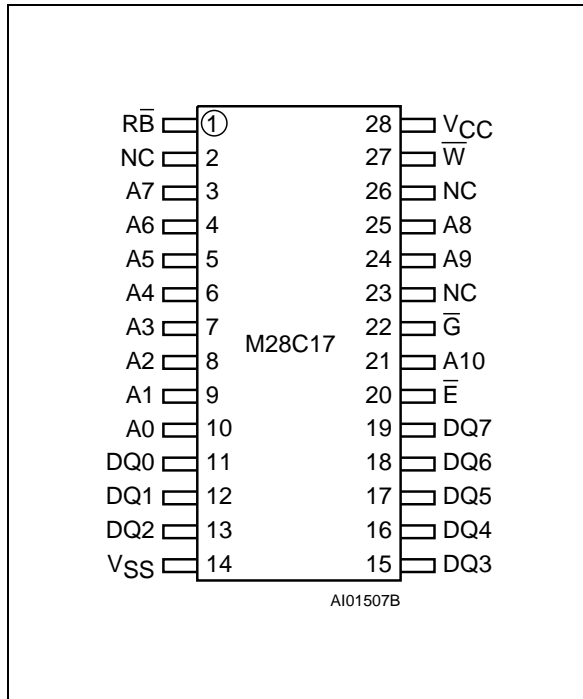 RB̅ 1 28 VCC
NC 2 27 W̅
A7 3 26 NC
A6 4 25 A8
A5 5 24 A9
A4 6 23 NC
A3 7 22 G̅
M28C17
A2 8 21 A10
A1 9 20 E̅
A0 10 19 DQ7
DQ0 11 18 DQ6
DQ1 12 17 DQ5
DQ2 13 16 DQ4
VSS 14 15 DQ3
AI01507B